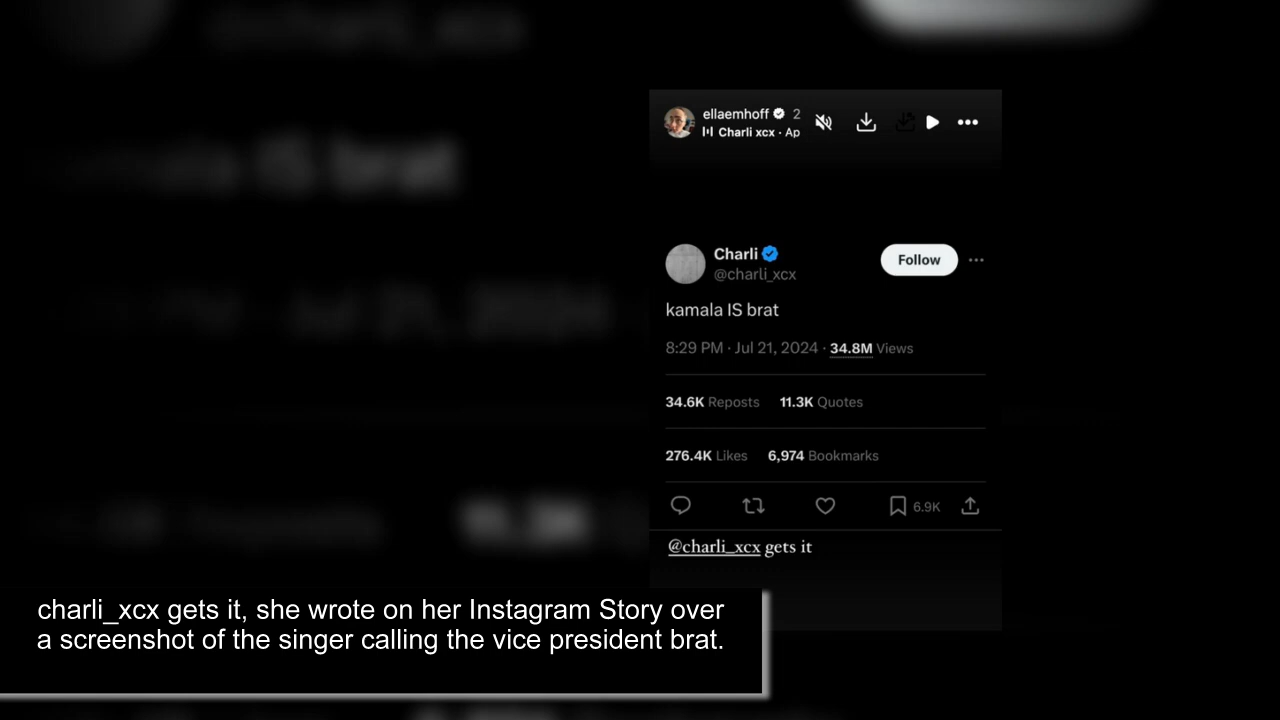 ellaemhoff 2
Charli xcx · Ap
Charli
@charli_xcx
Follow
kamala IS brat
8:29 PM · Jul 21, 2024 · 34.8M Views
34.6K Reposts 11.3K Quotes
276.4K Likes 6,974 Bookmarks
6.9K
@charli_xcx gets it
charli_xcx gets it, she wrote on her Instagram Story over
a screenshot of the singer calling the vice president brat.